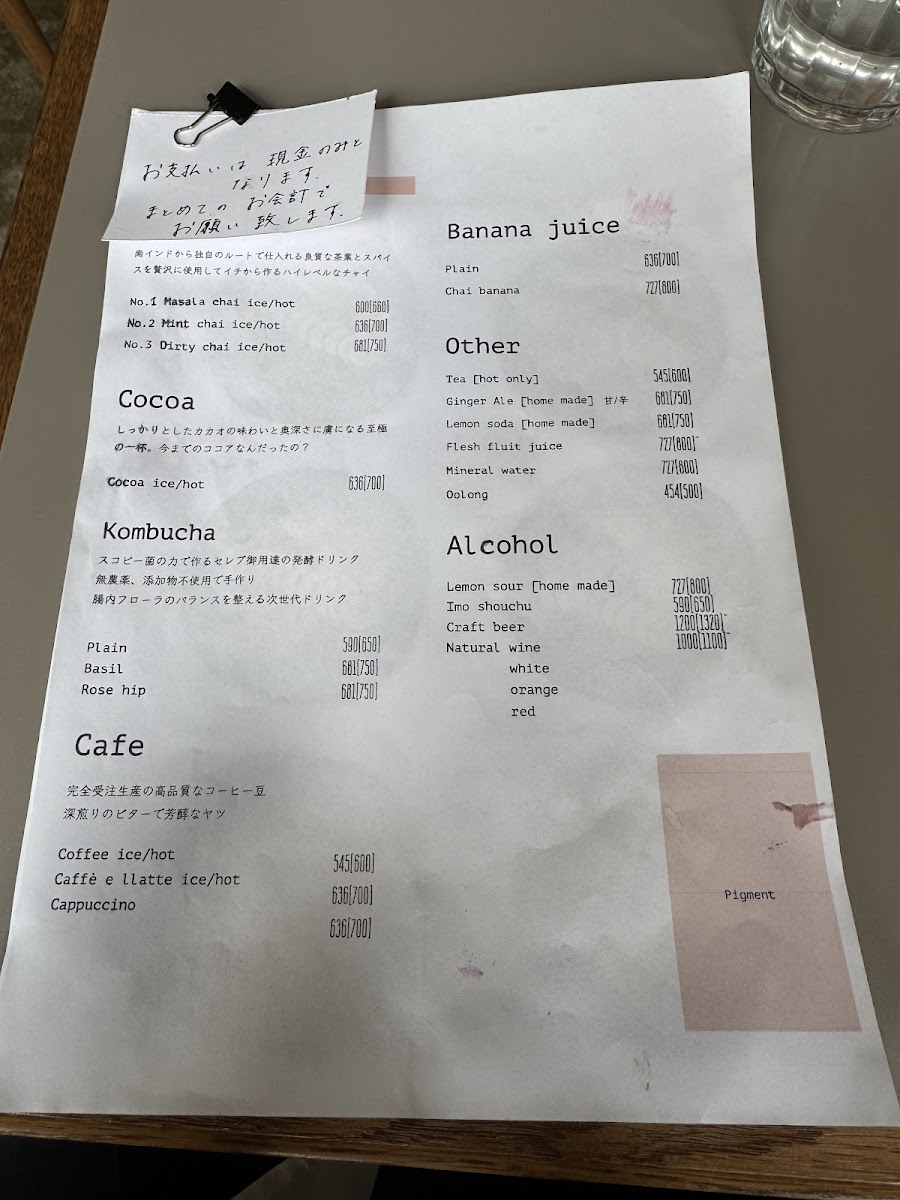 お支払いは 現金のみと
なります.
まとめての お会計で
お願い致します.
南インドから独自のルートで仕入れる良質な茶葉とスパイ
スを贅沢に使用してイチから作るハイレベルなチャイ
No.1 Masala chai ice/hot 600[660]
No.2 Mint chai ice/hot 636[700]
No.3 Dirty chai ice/hot 681[750]
Cocoa
しっかりとしたカカオの味わいと奥深さに虜になる至極
の一杯。今までのココアなんだったの？
Cocoa ice/hot 636[700]
Kombucha
スコビー菌の力で作るセレブ御用達の発酵ドリンク
無農薬、添加物不使用で手作り
腸内フローラのバランスを整える次世代ドリンク
Plain 590[650]
Basil 681[750]
Rose hip 681[750]
Cafe
完全受注生産の高品質なコーヒー豆
深煎りのビターで芳醇なヤツ
Coffee ice/hot 545[600]
Caffè e llatte ice/hot 636[700]
Cappuccino 636[700]
Banana juice
Plain 636[700]
Chai banana 727[800]
Other
Tea [hot only] 545[600]
Ginger Ale [home made] 甘/辛 681[750]
Lemon soda [home made] 681[750]
Flesh fluit juice 727[800]~
Mineral water 727[800]
Oolong 454[500]
Alcohol
Lemon sour [home made] 727[800]
Imo shouchu 590[650]
Craft beer 1200[1320]~
Natural wine 1000[1100]~
white
orange
red
Pigment